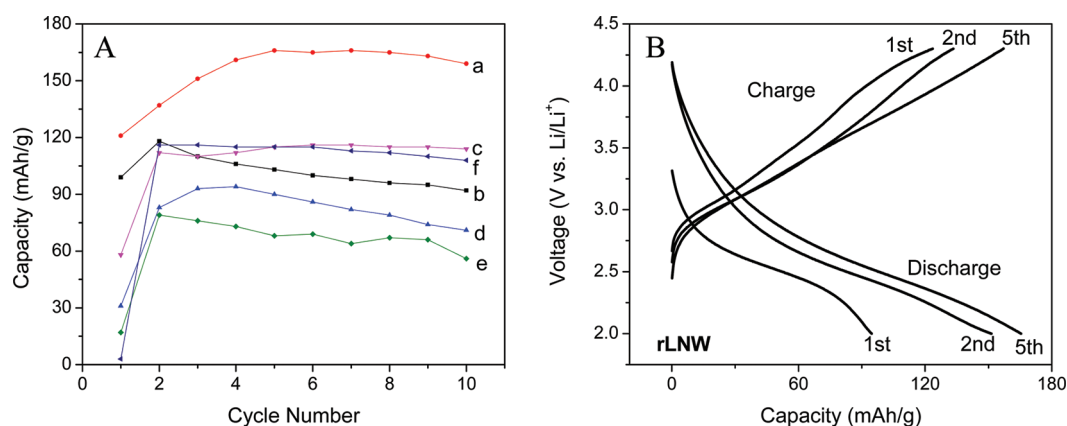 A
180
150
120
90
60
30
0
Capacity (mAh/g)
0 2 4 6 8 10
Cycle Number
a
c
f
b
d
e
B
4.5
4.0
3.5
3.0
2.5
2.0
Voltage (V vs. Li/Li⁺)
1st 2nd 5th
Charge
Discharge
rLNW
1st 2nd 5th
0 60 120 180
Capacity (mAh/g)